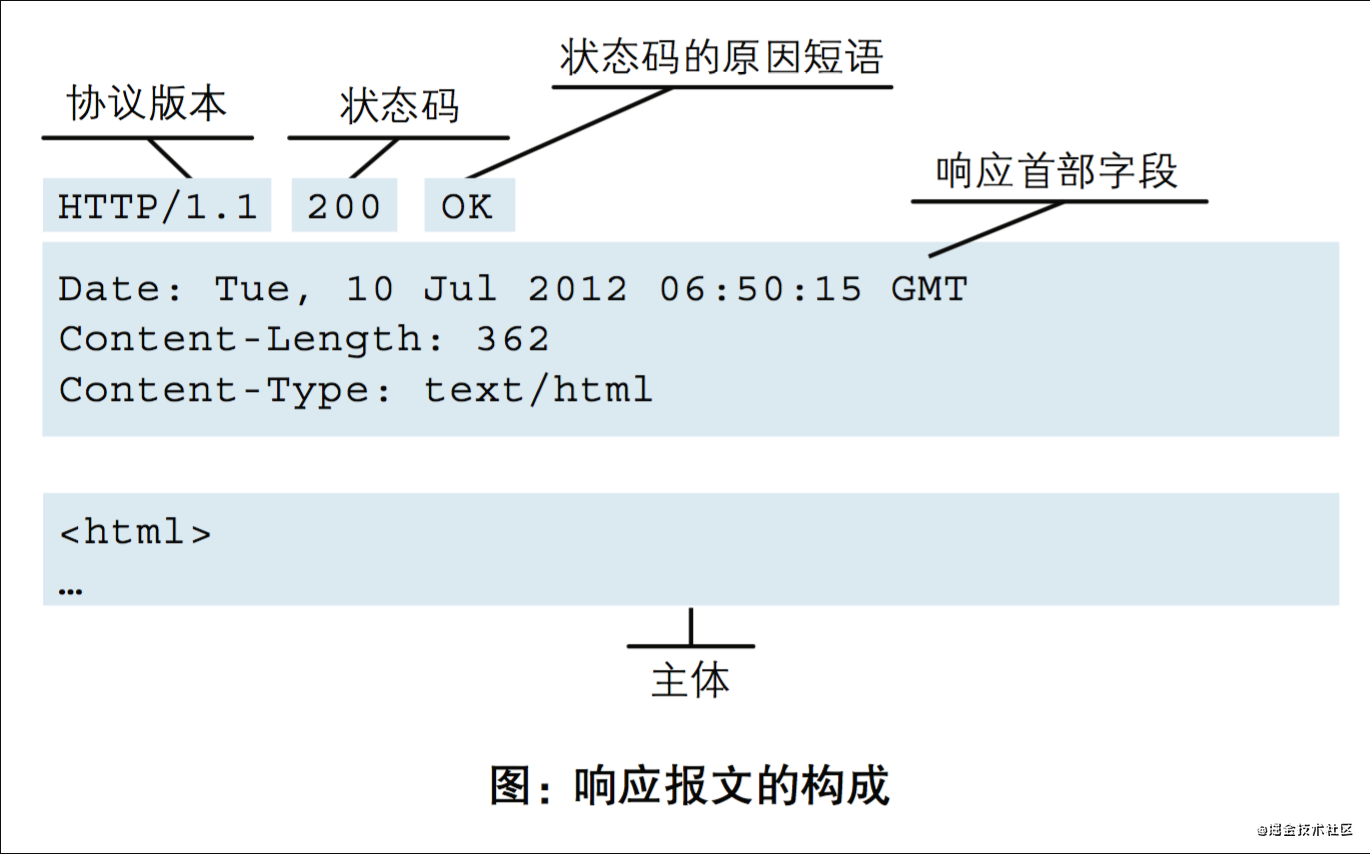 状态码的原因短语
协议版本 状态码
响应首部字段
HTTP/1.1 200 OK
Date: Tue, 10 Jul 2012 06:50:15 GMT
Content-Length: 362
Content-Type: text/html
<html>
…
主体
图：响应报文的构成
@掘金技术社区